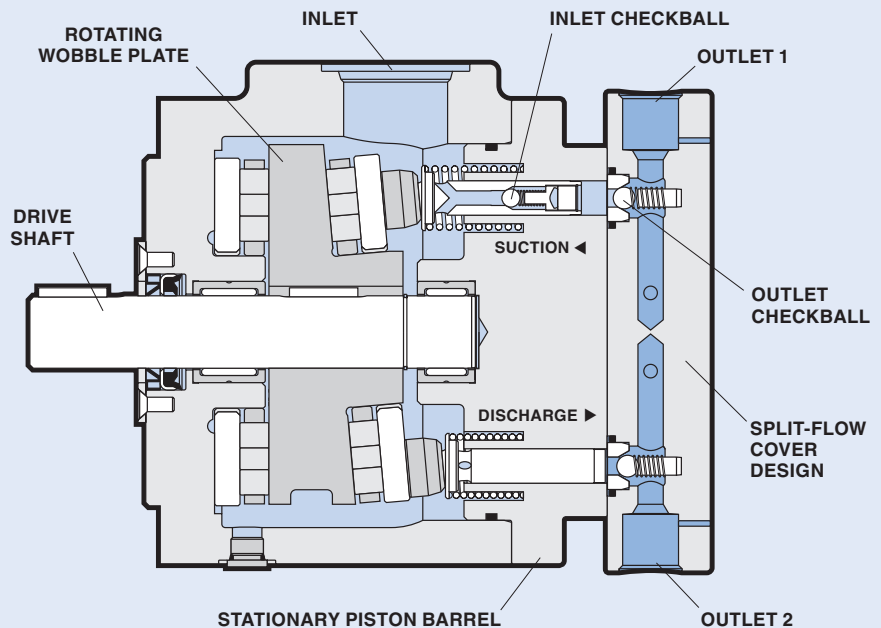 INLET
INLET CHECKBALL
ROTATING
WOBBLE PLATE
OUTLET 1
DRIVE
SHAFT
SUCTION ◀
OUTLET
CHECKBALL
DISCHARGE ▶
SPLIT-FLOW
COVER
DESIGN
STATIONARY PISTON BARREL
OUTLET 2